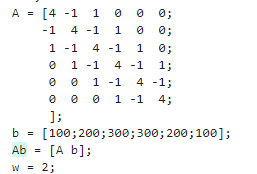 A = [4 -1 1 0 0 0;
-1 4 -1 1 0 0;
1 -1 4 -1 1 0;
0 1 -1 4 -1 1;
0 0 1 -1 4 -1;
0 0 0 1 -1 4;
];
b = [100;200;300;300;200;100];
Ab = [A b];
w = 2;